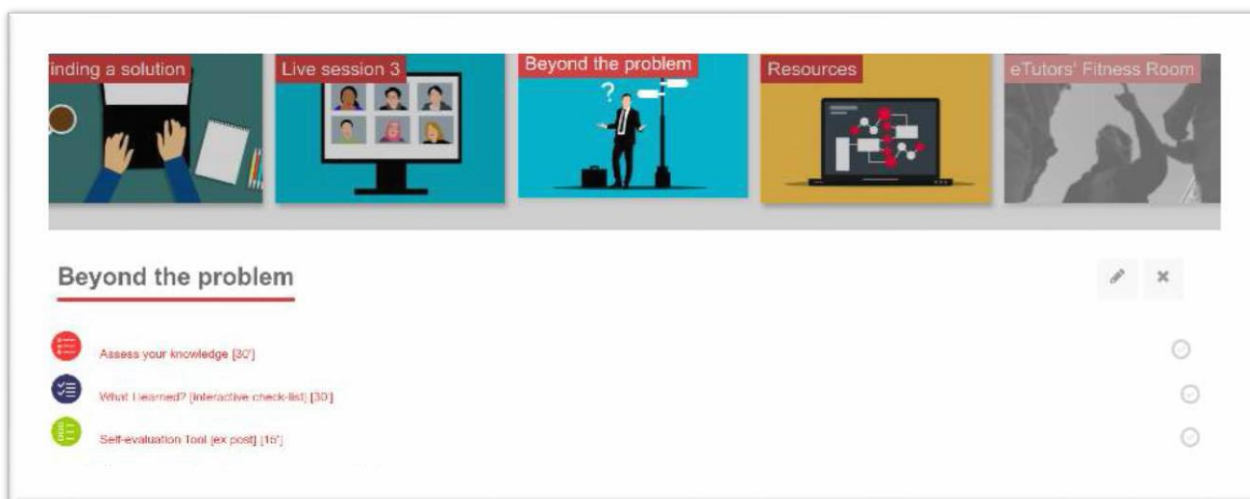 inding a solution
Live session 3
Beyond the problem
Resources
eTutors' Fitness Room
?
Beyond the problem
Assess your knowledge [30']
What I learned? [interactive check-list] [30']
Self-evaluation Tool [ex post] [15']